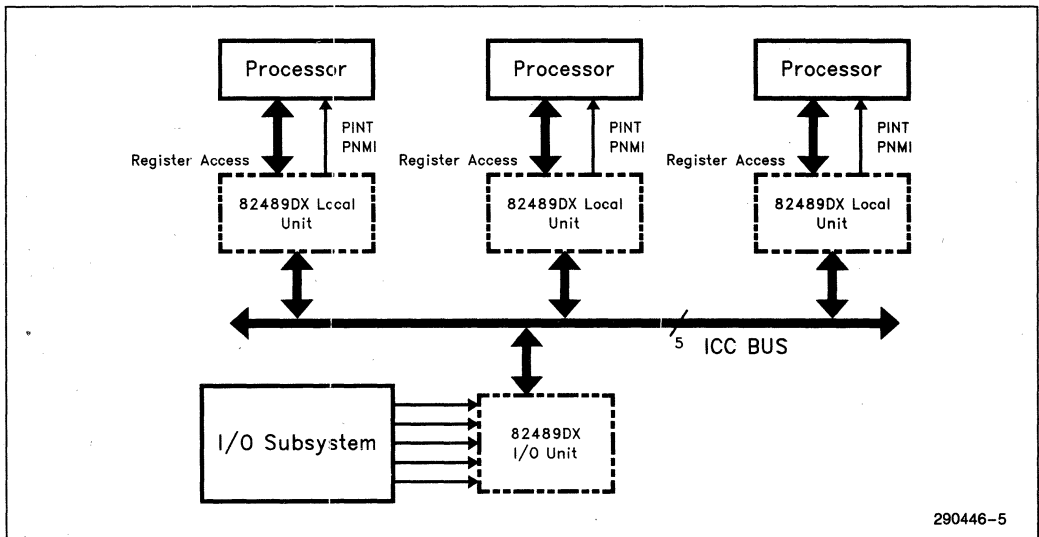 Processor
Processor
Processor
PINT
PNMI
PINT
PNMI
PINT
PNMI
Register Access
Register Access
Register Access
82489DX Local
Unit
82489DX Local
Unit
82489DX Local
Unit
5
ICC BUS
I/O Subsystem
82489DX
I/O Unit
290446-5